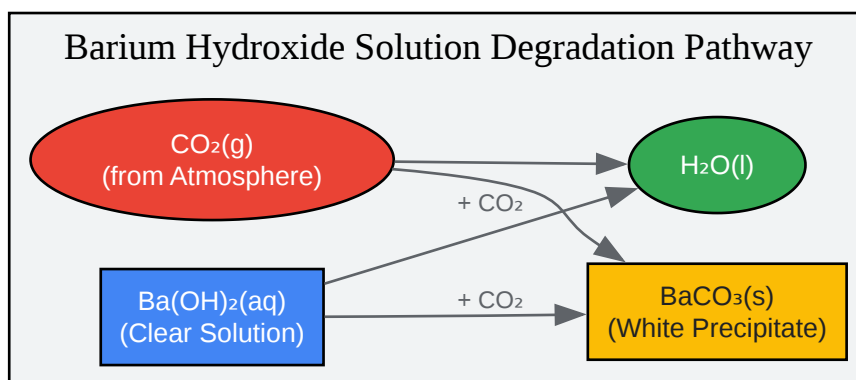 Barium Hydroxide Solution Degradation Pathway
CO₂(g)
(from Atmosphere)
H₂O(l)
+ CO₂
Ba(OH)₂(aq)
(Clear Solution)
+ CO₂
BaCO₃(s)
(White Precipitate)